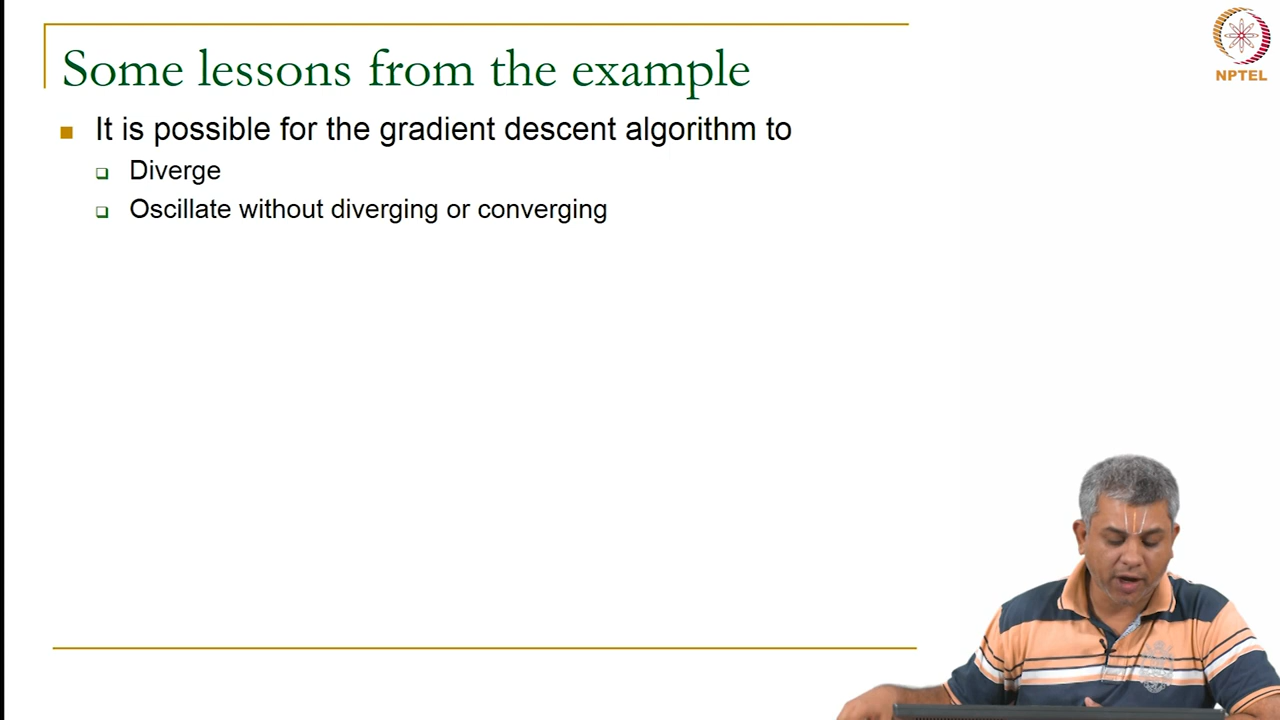 Some lessons from the example
NPTEL
It is possible for the gradient descent algorithm to
Diverge
Oscillate without diverging or converging